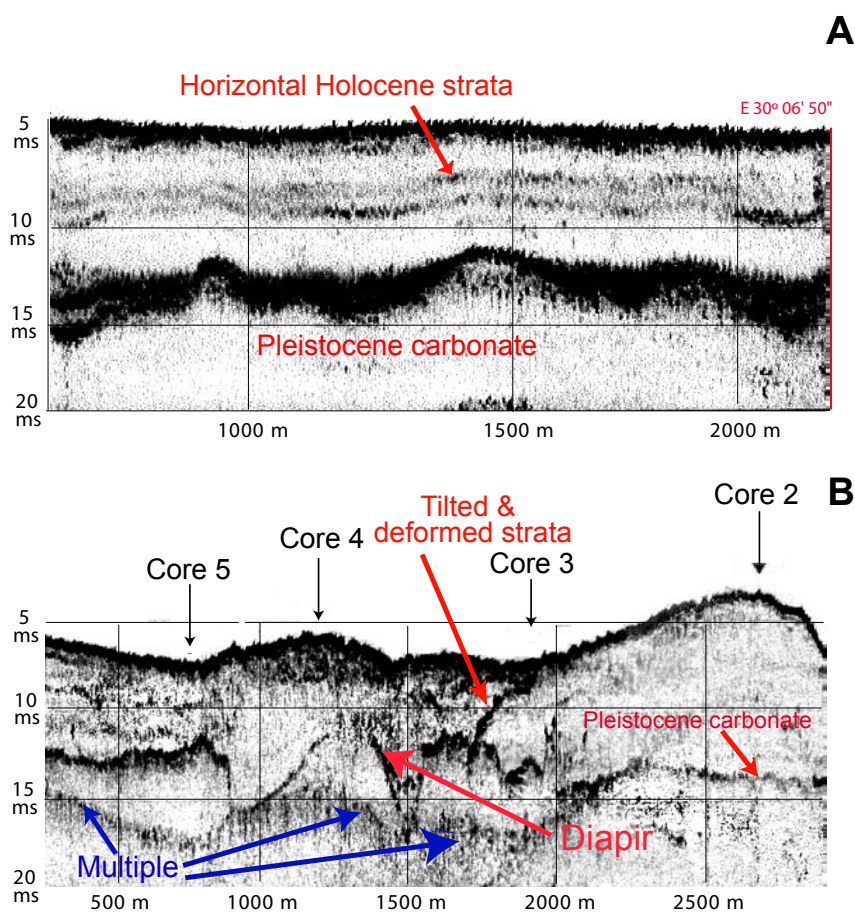 A
Horizontal Holocene strata
E 30º 06' 50"
5
ms
10
ms
15
ms
Pleistocene carbonate
20
ms
1000 m
1500 m
2000 m
B
Core 2
Tilted &
deformed strata
Core 4
Core 3
Core 5
5
ms
10
ms
Pleistocene carbonate
15
ms
Diapir
Multiple
20
ms
500 m
1000 m
1500 m
2000 m
2500 m